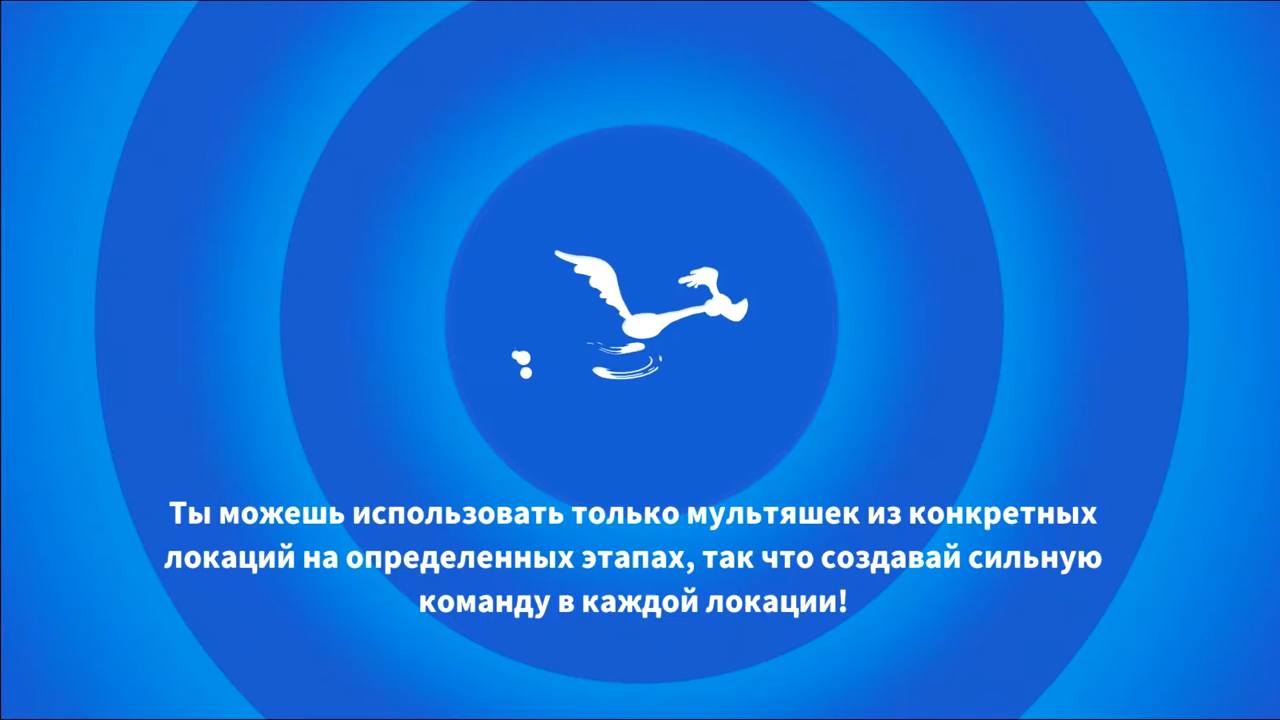 Ты можешь использовать только мультяшек из конкретных
локаций на определенных этапах, так что создавай сильную
команду в каждой локации!